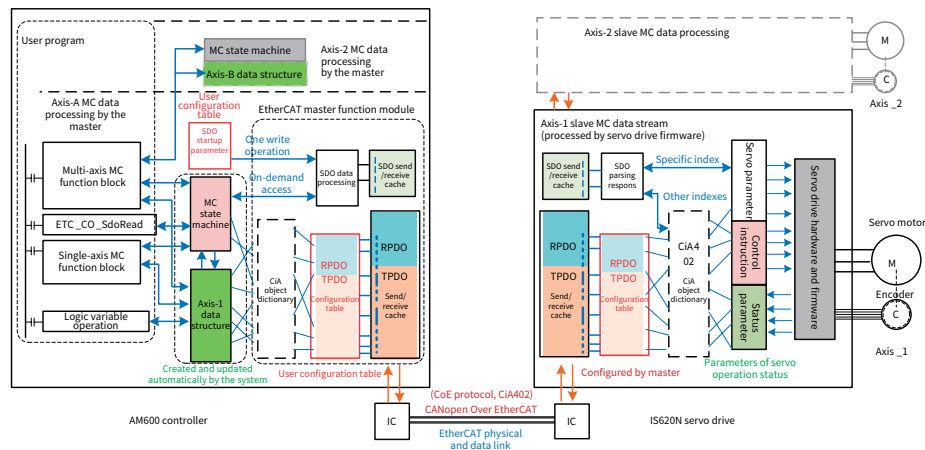 User program
MC state machine
Axis-B data structure
Axis-2 MC data
processing
by the master
Axis-A MC data
processing by the
master
User
configuration
table
SDO
startup
parameter
EtherCAT master function module
One write
operation
On-demand
access
SDO data
processing
SDO send
/receive
cache
Multi-axis MC
function block
ETC_CO_SdoRead
Single-axis MC
function block
Logic variable
operation
MC
state
machine
Axis-1
data
structure
CiA
object
dictionary
RPDO
TPDO
Configuration
table
RPDO
TPDO
Send/
receive
cache
Created and updated
automatically by the system
User configuration table
AM600 controller
IC
(CoE protocol, CiA402)
CANopen Over EtherCAT
EtherCAT physical
and data link
IC
IS620N servo drive
Axis-2 slave MC data processing
M
C
Axis _2
Axis-1 slave MC data stream
(processed by servo drive firmware)
SDO send
/receive
cache
SDO
parsing
respons
Specific index
Other indexes
RPDO
TPDO
Send/
receive
cache
RPDO
TPDO
Configuration
table
CiA4
02
object
dictionary
Servo parameter
Control
instruction
Status
parameter
Servo drive hardware and firmware
Configured by master
Parameters of servo
operation status
Servo motor
M
Encoder
C
Axis _1